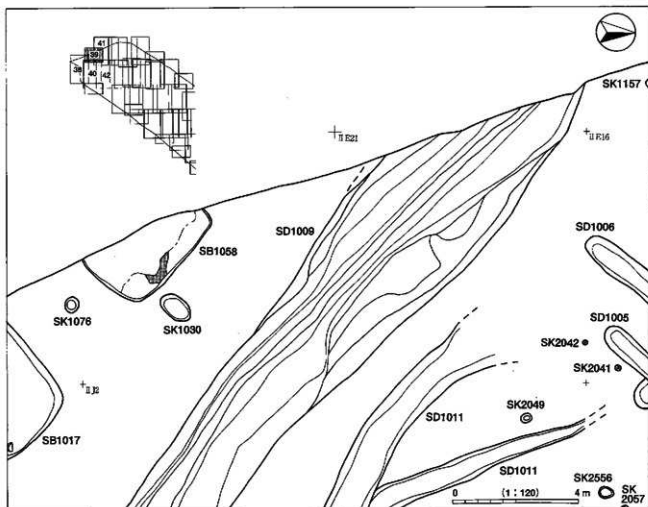 41
39
38
40
42
SK1157
II E21
II E16
SD1009
SD1006
SB1058
SK1076
SK1030
SD1005
SK2042
SK2041
II J2
SD1011
SK2049
SB1017
SD1011
SK2556
SK
2057
0 (1:120) 4 m